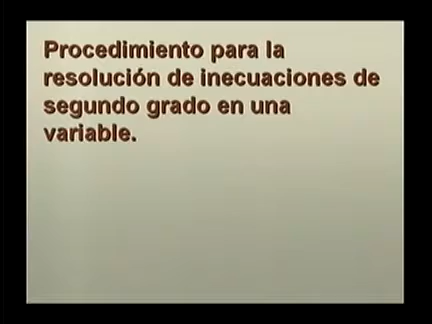 Procedimiento para la
resolución de inecuaciones de
segundo grado en una
variable.